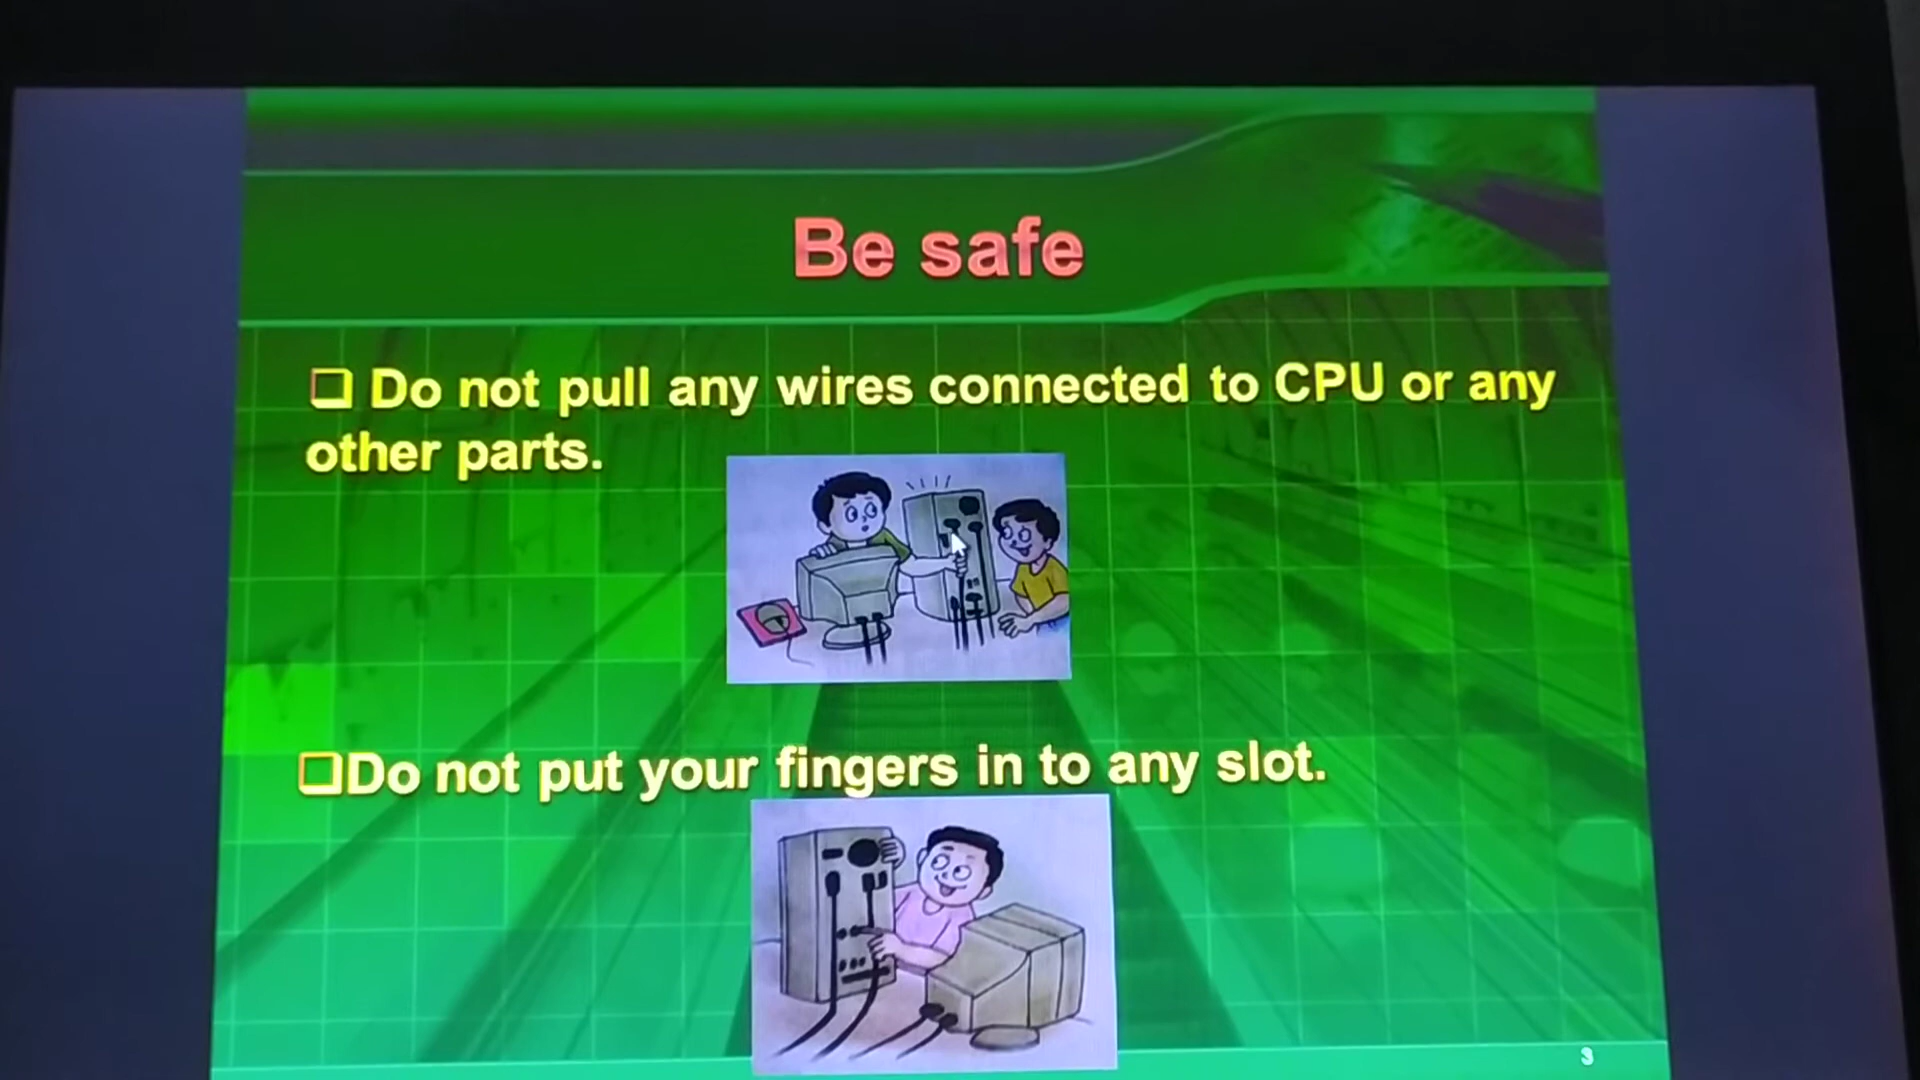 Be safe
❑ Do not pull any wires connected to CPU or any
other parts.
❑Do not put your fingers in to any slot.
3